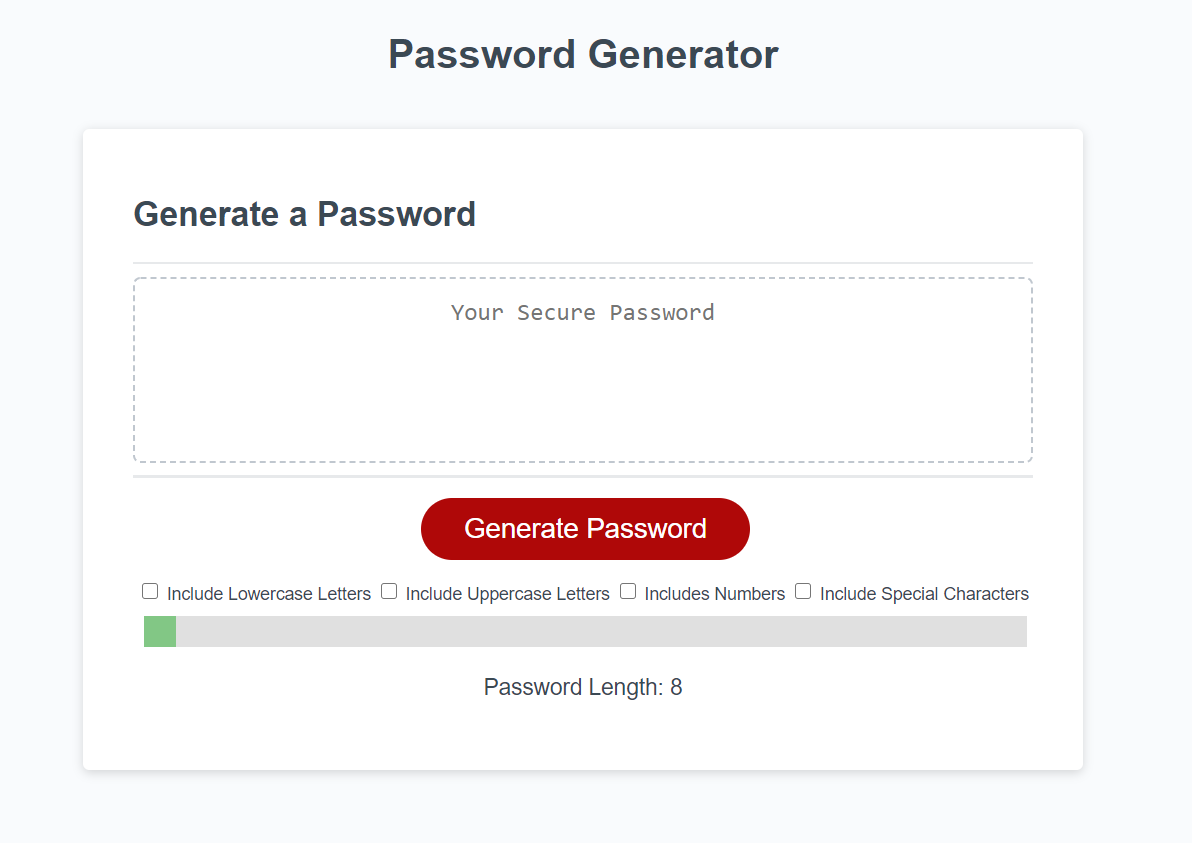 Password Generator
Generate a Password
Your Secure Password
Generate Password
Include Lowercase Letters Include Uppercase Letters Includes Numbers Include Special Characters
Password Length: 8